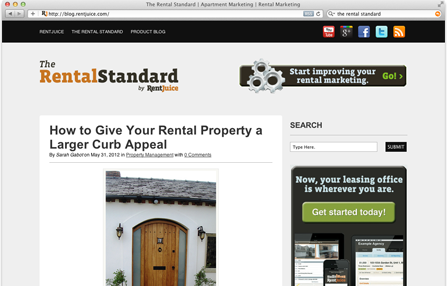 The Rental Standard | Apartment Marketing | Rental Marketing
http://blog.rentjuice.com/
the rental standard
RENTJUICE THE RENTAL STANDARD PRODUCT BLOG
The
RentalStandard
by RentJuice
Start improving your
rental marketing. Go! ›
How to Give Your Rental Property a
Larger Curb Appeal
By Sarah Gabot on May 31, 2012 in Property Management with 0 Comments
SEARCH
Type Here.
SUBMIT
Now, your leasing office
is wherever you are.
Get started today!
Example Agency